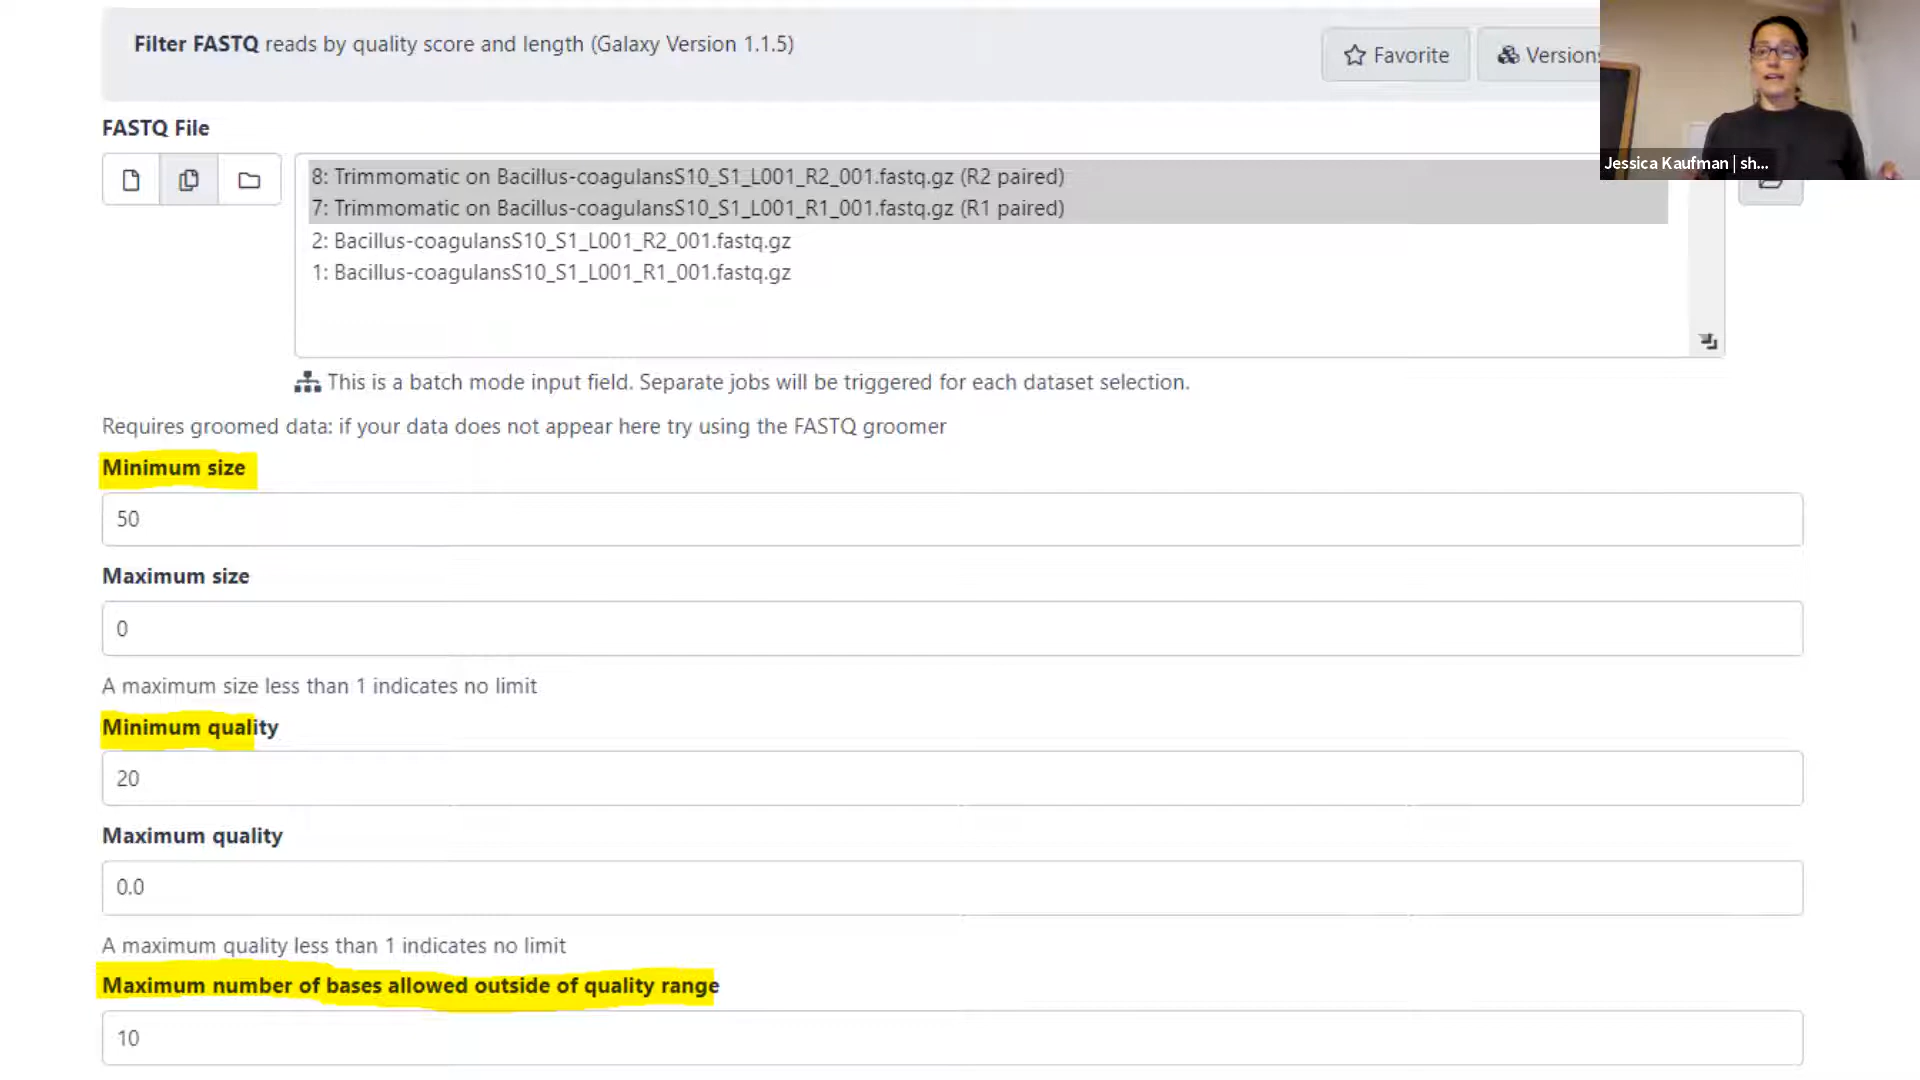 Filter FASTQ reads by quality score and length (Galaxy Version 1.1.5)
Favorite
Versions
FASTQ File
8: Trimmomatic on Bacillus-coagulansS10_S1_L001_R2_001.fastq.gz (R2 paired)
7: Trimmomatic on Bacillus-coagulansS10_S1_L001_R1_001.fastq.gz (R1 paired)
2: Bacillus-coagulansS10_S1_L001_R2_001.fastq.gz
1: Bacillus-coagulansS10_S1_L001_R1_001.fastq.gz
Jessica Kaufman | sh...
This is a batch mode input field. Separate jobs will be triggered for each dataset selection.
Requires groomed data: if your data does not appear here try using the FASTQ groomer
Minimum size
50
Maximum size
0
A maximum size less than 1 indicates no limit
Minimum quality
20
Maximum quality
0.0
A maximum quality less than 1 indicates no limit
Maximum number of bases allowed outside of quality range
10